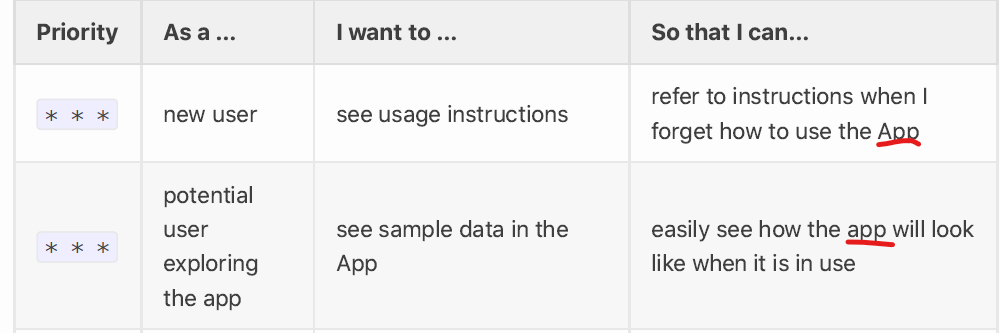 Priority
As a ...
I want to ...
So that I can...
* * *
new user
see usage instructions
refer to instructions when I
forget how to use the App
* * *
potential
user
exploring
the app
see sample data in the
App
easily see how the app will look
like when it is in use